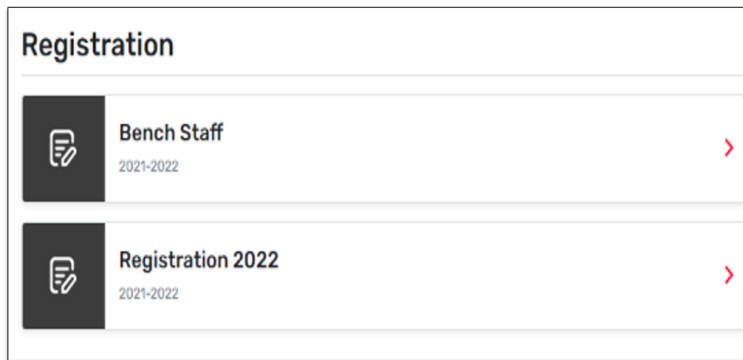 Registration
Bench Staff
2021-2022
Registration 2022
2021-2022